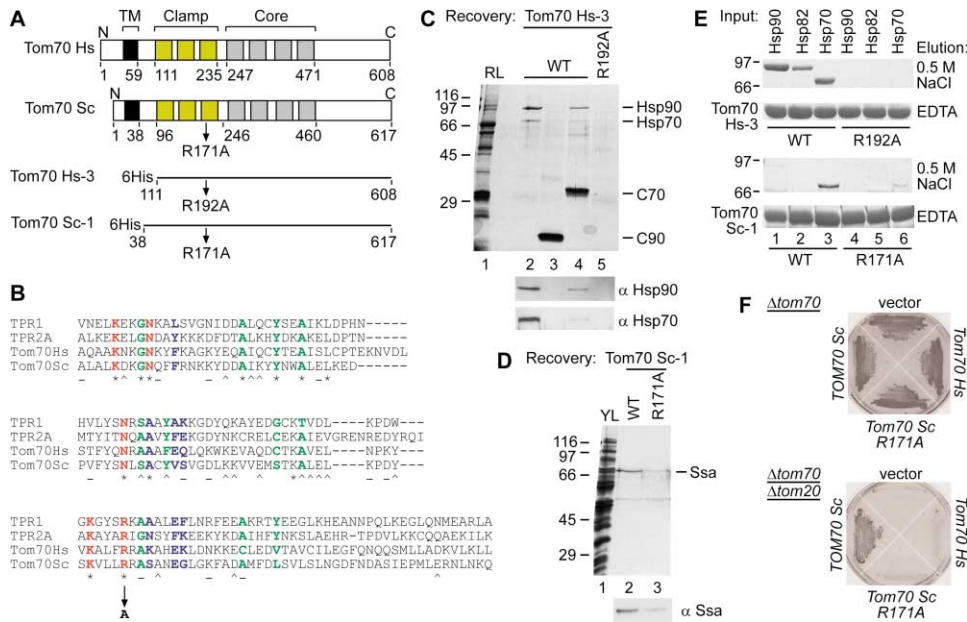 A
TM
Clamp
Core
Tom70 Hs
N
C
1
59
111
235
247
471
608
Tom70 Sc
N
C
1
38
96
246
460
617
R171A
Tom70 Hs-3
6His
111
R192A
608
Tom70 Sc-1
6His
38
R171A
617
B
TPR1 VNELKEKGNKALSVGNIDDALQCYSEAIKLDPHN-----
TPR2A ALKEKELGNDAYKKKDFDTALKHYDKAKELDPTN-----
Tom70Hs AQAAKNKGNKYFKAGKYEQAIQCYTEAISLCPTEKNVDL
Tom70Sc ALALKDKGNQFFRNKKYDDAIKYYNWALELKED------
TPR1 HVLYSNRSAAYAKKGDYQKAYEDGCKTVDL----KPDW---
TPR2A MTYITNQAAVYFEKGDYNKCRELCEKAIEVGRENREDYRQI
Tom70Hs STFYQNRAAAFEQLQKWKEVAQDCTKAVEL----NPKY---
Tom70Sc PVFYSNLSACYVSVGDLKKVVEMSTKALEL----KPDY---
TPR1 GKGYSRKAAALEFLNRFEEAKRTYEEGLKHEANNPQLKEGLQNMEARLA
TPR2A AKAYARIGNSYFKEEKYKDAIHFYNKSLAEHR-TPDVLKKCQQAEKILK
Tom70Hs VKALFRRAKAHEKLDNKKECLEDVTAVCILEGFQNQQSMLLADKVLKLL
Tom70Sc SKVLLRRASANEGLGKFADAMFDLSVLSLNGDFNDASIEPMLERNLNKQ
A
C
Recovery: Tom70 Hs-3
RL
WT
R192A
116
97
66
45
29
Hsp90
Hsp70
C70
C90
1 2 3 4 5
α Hsp90
α Hsp70
D
Recovery: Tom70 Sc-1
YL
WT
R171A
116
97
66
45
29
Ssa
1 2 3
α Ssa
E
Input:
Hsp90
Hsp82
Hsp70
Hsp90
Hsp82
Hsp70
Elution:
97
66
0.5 M
NaCl
Tom70
Hs-3
EDTA
WT
R192A
97
66
0.5 M
NaCl
Tom70
Sc-1
EDTA
1 2 3 4 5 6
WT
R171A
F
Δtom70
vector
TOM70 Sc
Tom70 Hs
Tom70 Sc
R171A
Δtom70
Δtom20
vector
TOM70 Sc
Tom70 Hs
Tom70 Sc
R171A